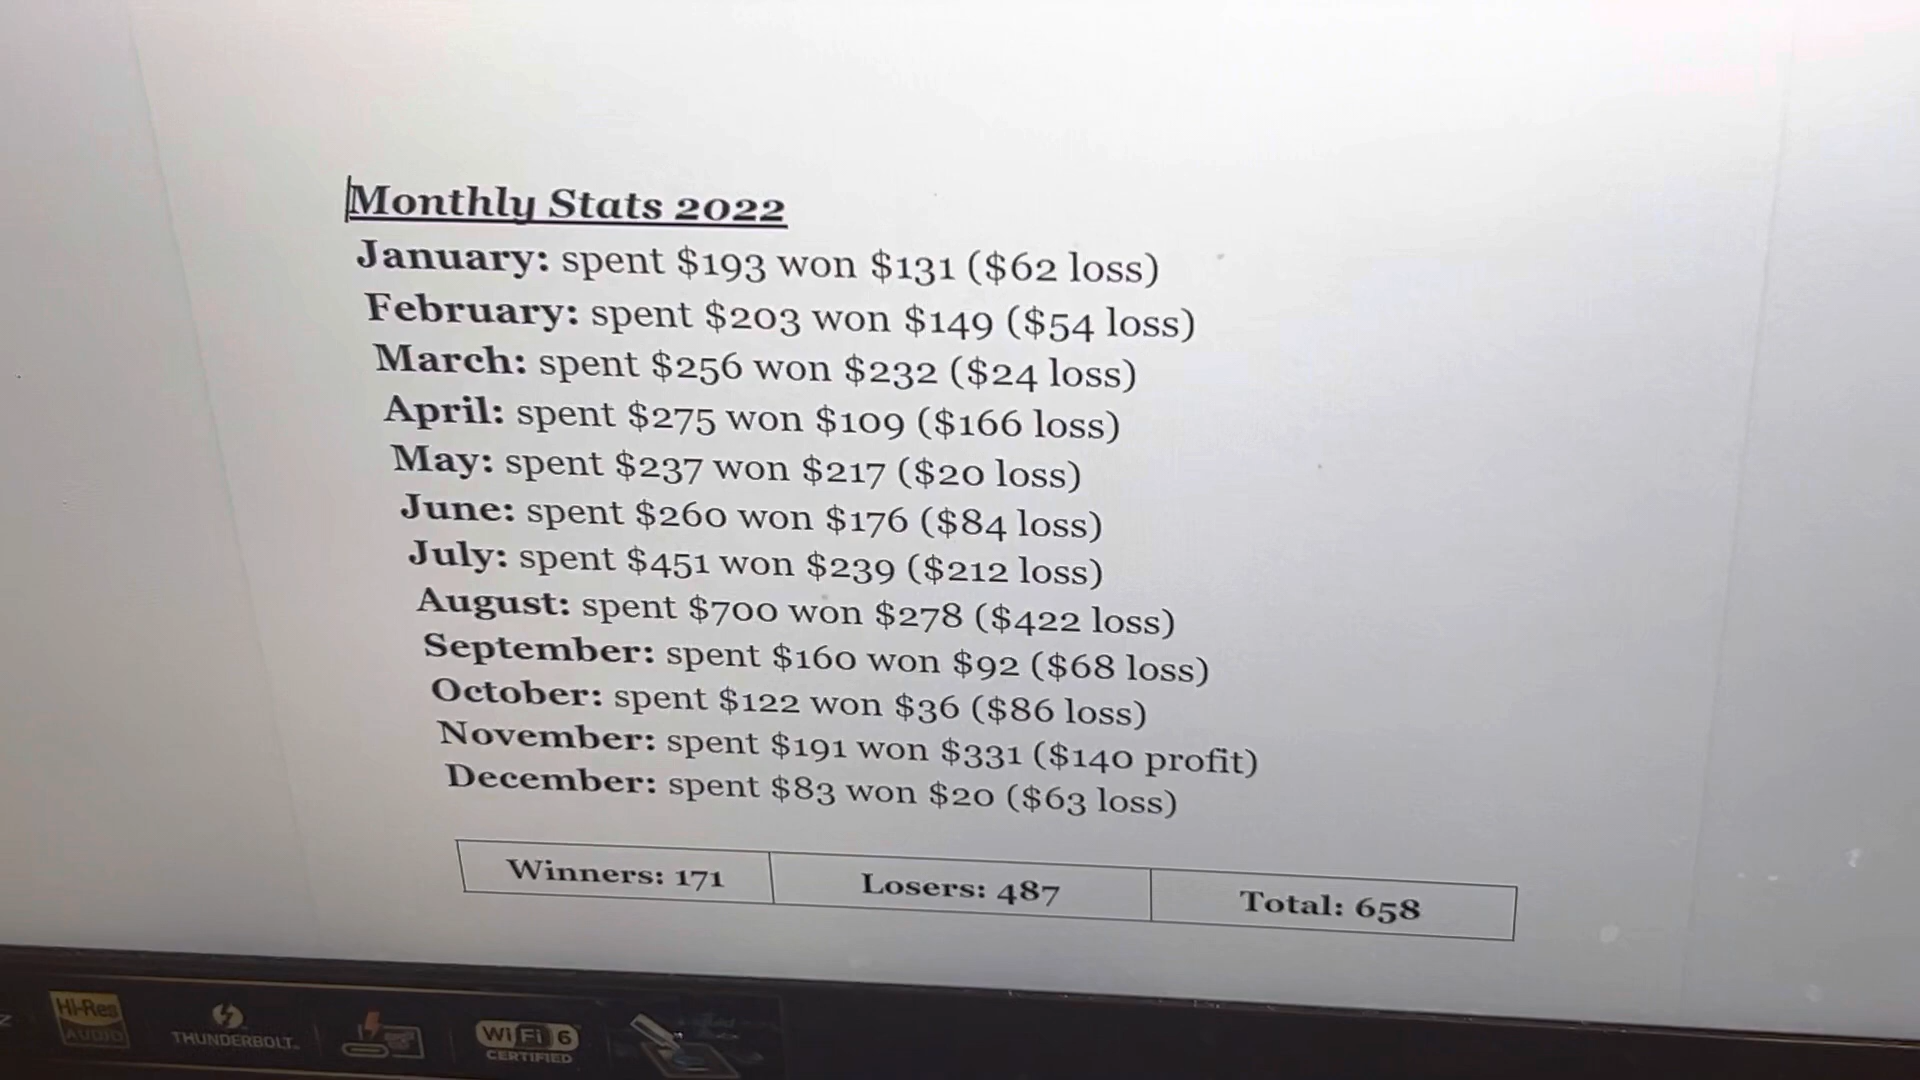 Monthly Stats 2022
January: spent $193 won $131 ($62 loss)
February: spent $203 won $149 ($54 loss)
March: spent $256 won $232 ($24 loss)
April: spent $275 won $109 ($166 loss)
May: spent $237 won $217 ($20 loss)
June: spent $260 won $176 ($84 loss)
July: spent $451 won $239 ($212 loss)
August: spent $700 won $278 ($422 loss)
September: spent $160 won $92 ($68 loss)
October: spent $122 won $36 ($86 loss)
November: spent $191 won $331 ($140 profit)
December: spent $83 won $20 ($63 loss)
Winners: 171 Losers: 487 Total: 658
Hi-Res
AUDIO
THUNDERBOLT
WiFi 6
CERTIFIED